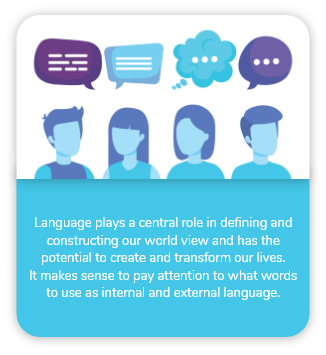 Language plays a central role in defining and
constructing our world view and has the
potential to create and transform our lives.
It makes sense to pay attention to what words
to use as internal and external language.